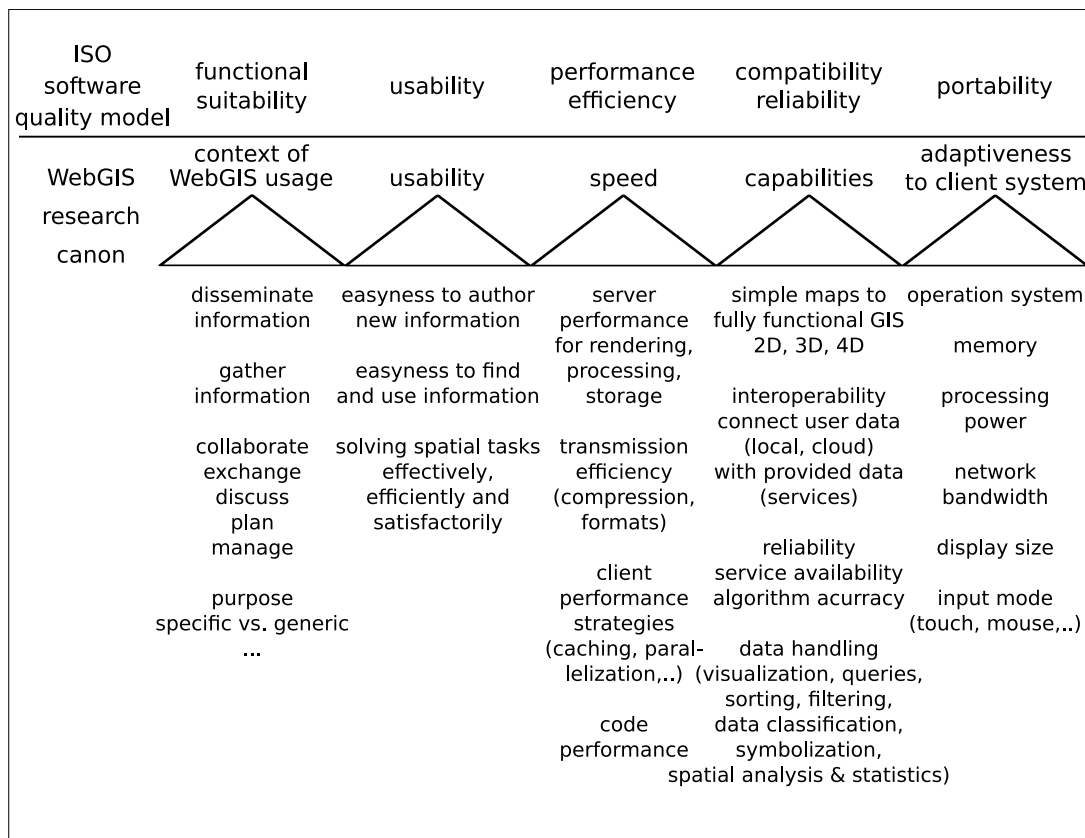 ISO
software
quality model
functional
suitability
usability
performance
efficiency
compatibility
reliability
portability
WebGIS
research
canon
context of
WebGIS usage
usability
speed
capabilities
adaptiveness
to client system
disseminate
information
gather
information
collaborate
exchange
discuss
plan
manage
purpose
specific vs. generic
...
easyness to author
new information
easyness to find
and use information
solving spatial tasks
effectively,
efficiently and
satisfactorily
server
performance
for rendering,
processing,
storage
transmission
efficiency
(compression,
formats)
client
performance
strategies
(caching, paral-
lelization,..)
code
performance
simple maps to
fully functional GIS
2D, 3D, 4D
interoperability
connect user data
(local, cloud)
with provided data
(services)
reliability
service availability
algorithm acurracy
data handling
(visualization, queries,
sorting, filtering,
data classification,
symbolization,
spatial analysis & statistics)
operation system
memory
processing
power
network
bandwidth
display size
input mode
(touch, mouse,..)